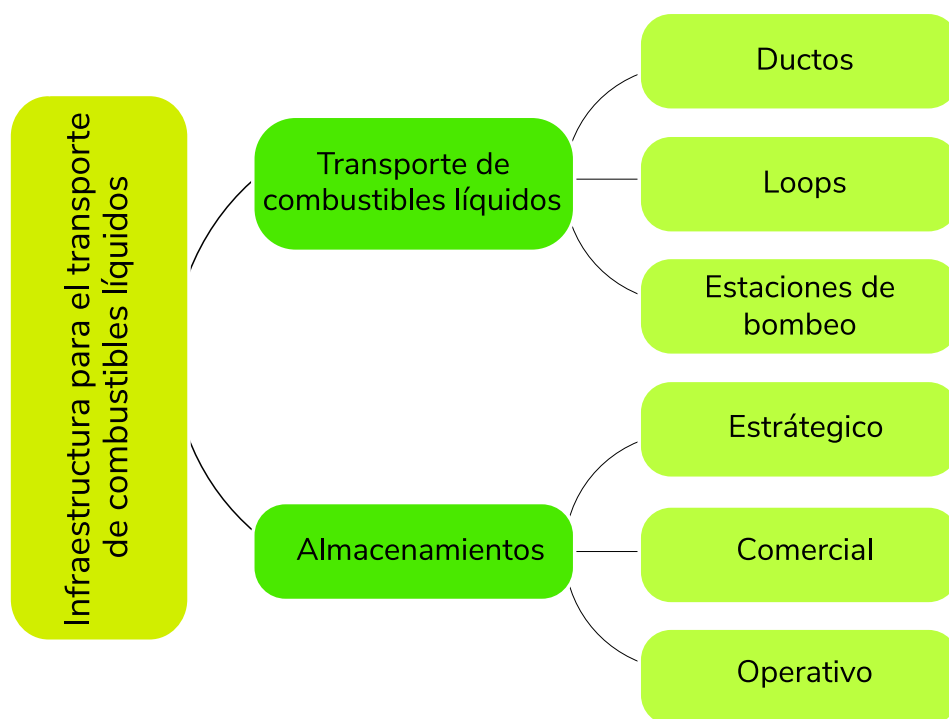 Infraestructura para el transporte
de combustibles líquidos
Transporte de
combustibles líquidos
Ductos
Loops
Estaciones de
bombeo
Almacenamientos
Estrátegico
Comercial
Operativo